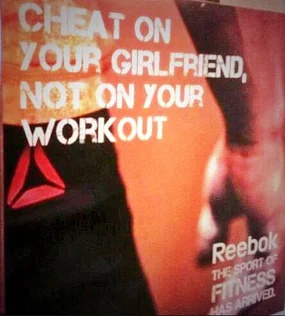 CHEAT ON
YOUR GIRLFRIEND,
NOT ON YOUR
WORKOUT
Reebok
THE SPORT OF
FITNESS
HAS ARRIVED.